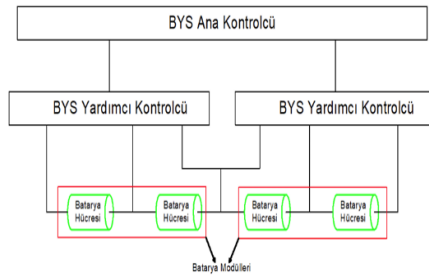 BYS Ana Kontrolcü
BYS Yardımcı Kontrolcü
BYS Yardımcı Kontrolcü
Batarya
Hücresi
Batarya
Hücresi
Batarya
Hücresi
Batarya
Hücresi
Batarya Modülleri